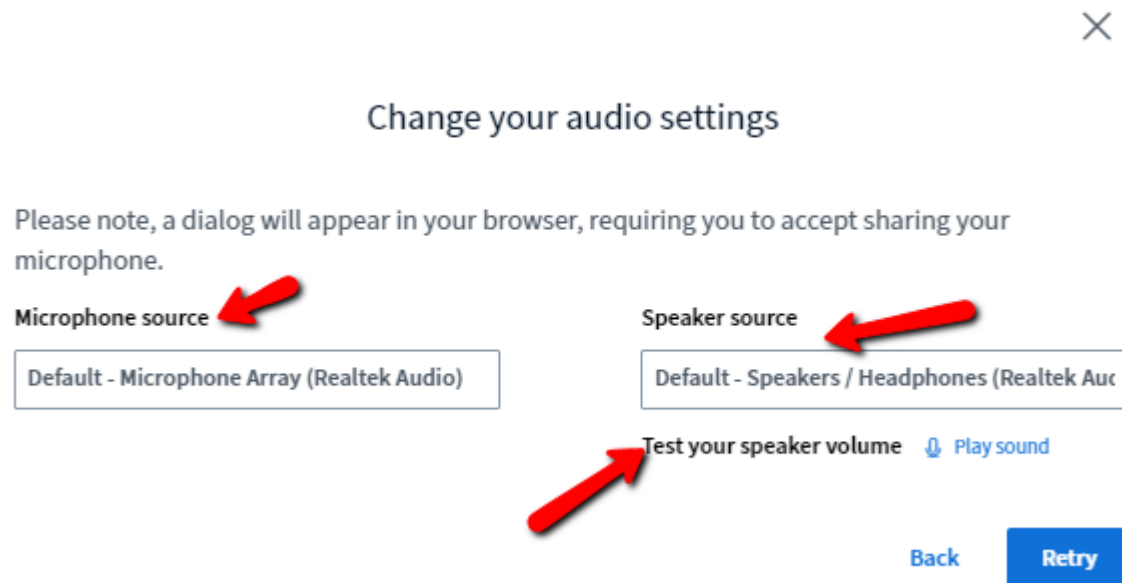 Change your audio settings
Please note, a dialog will appear in your browser, requiring you to accept sharing your
microphone.
Microphone source
Speaker source
Default - Microphone Array (Realtek Audio)
Default - Speakers / Headphones (Realtek Auc
Test your speaker volume Play sound
Back Retry